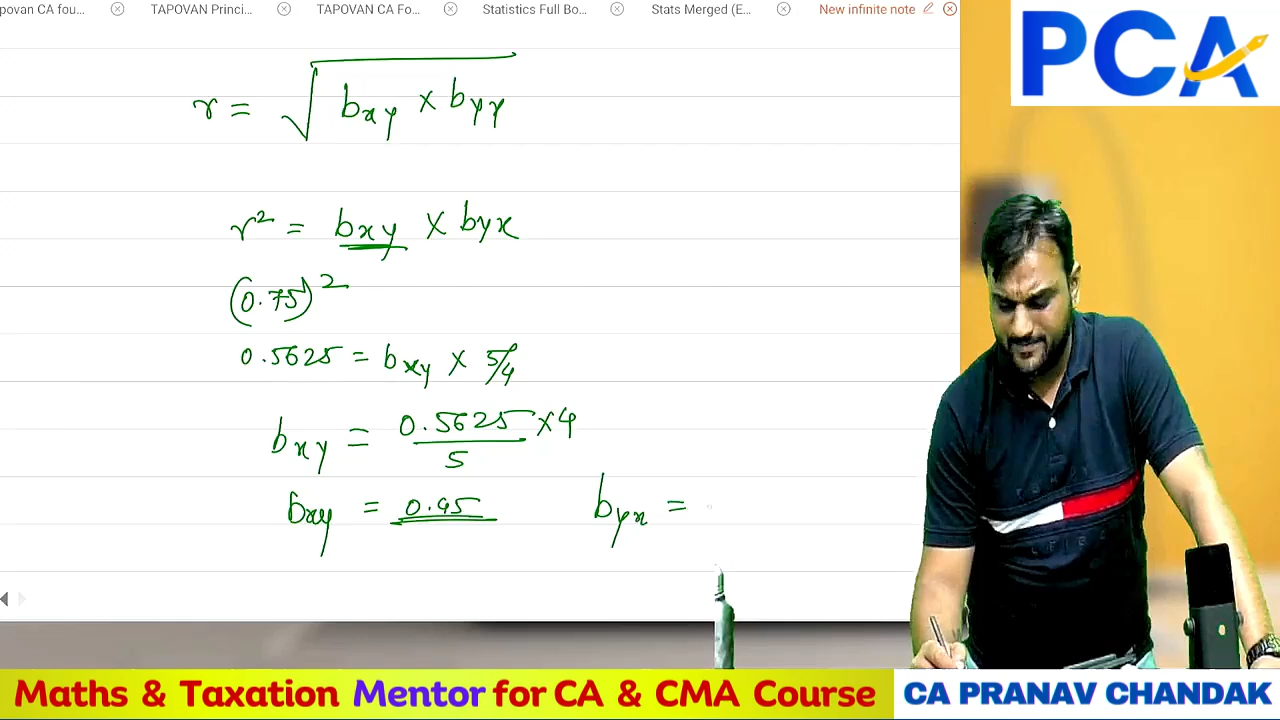 povan CA fou...
TAPOVAN Princi...
TAPOVAN CA Fo...
Statistics Full Bo...
Stats Merged (E...
New infinite note
PCA
r = √ bxy × byx
r² = bxy × byx
(0.75)²
0.5625 = bxy × 5/4
bxy = 0.5625/5 ×4
bxy = 0.45
byx =
Maths & Taxation Mentor for CA & CMA Course
CA PRANAV CHANDAK